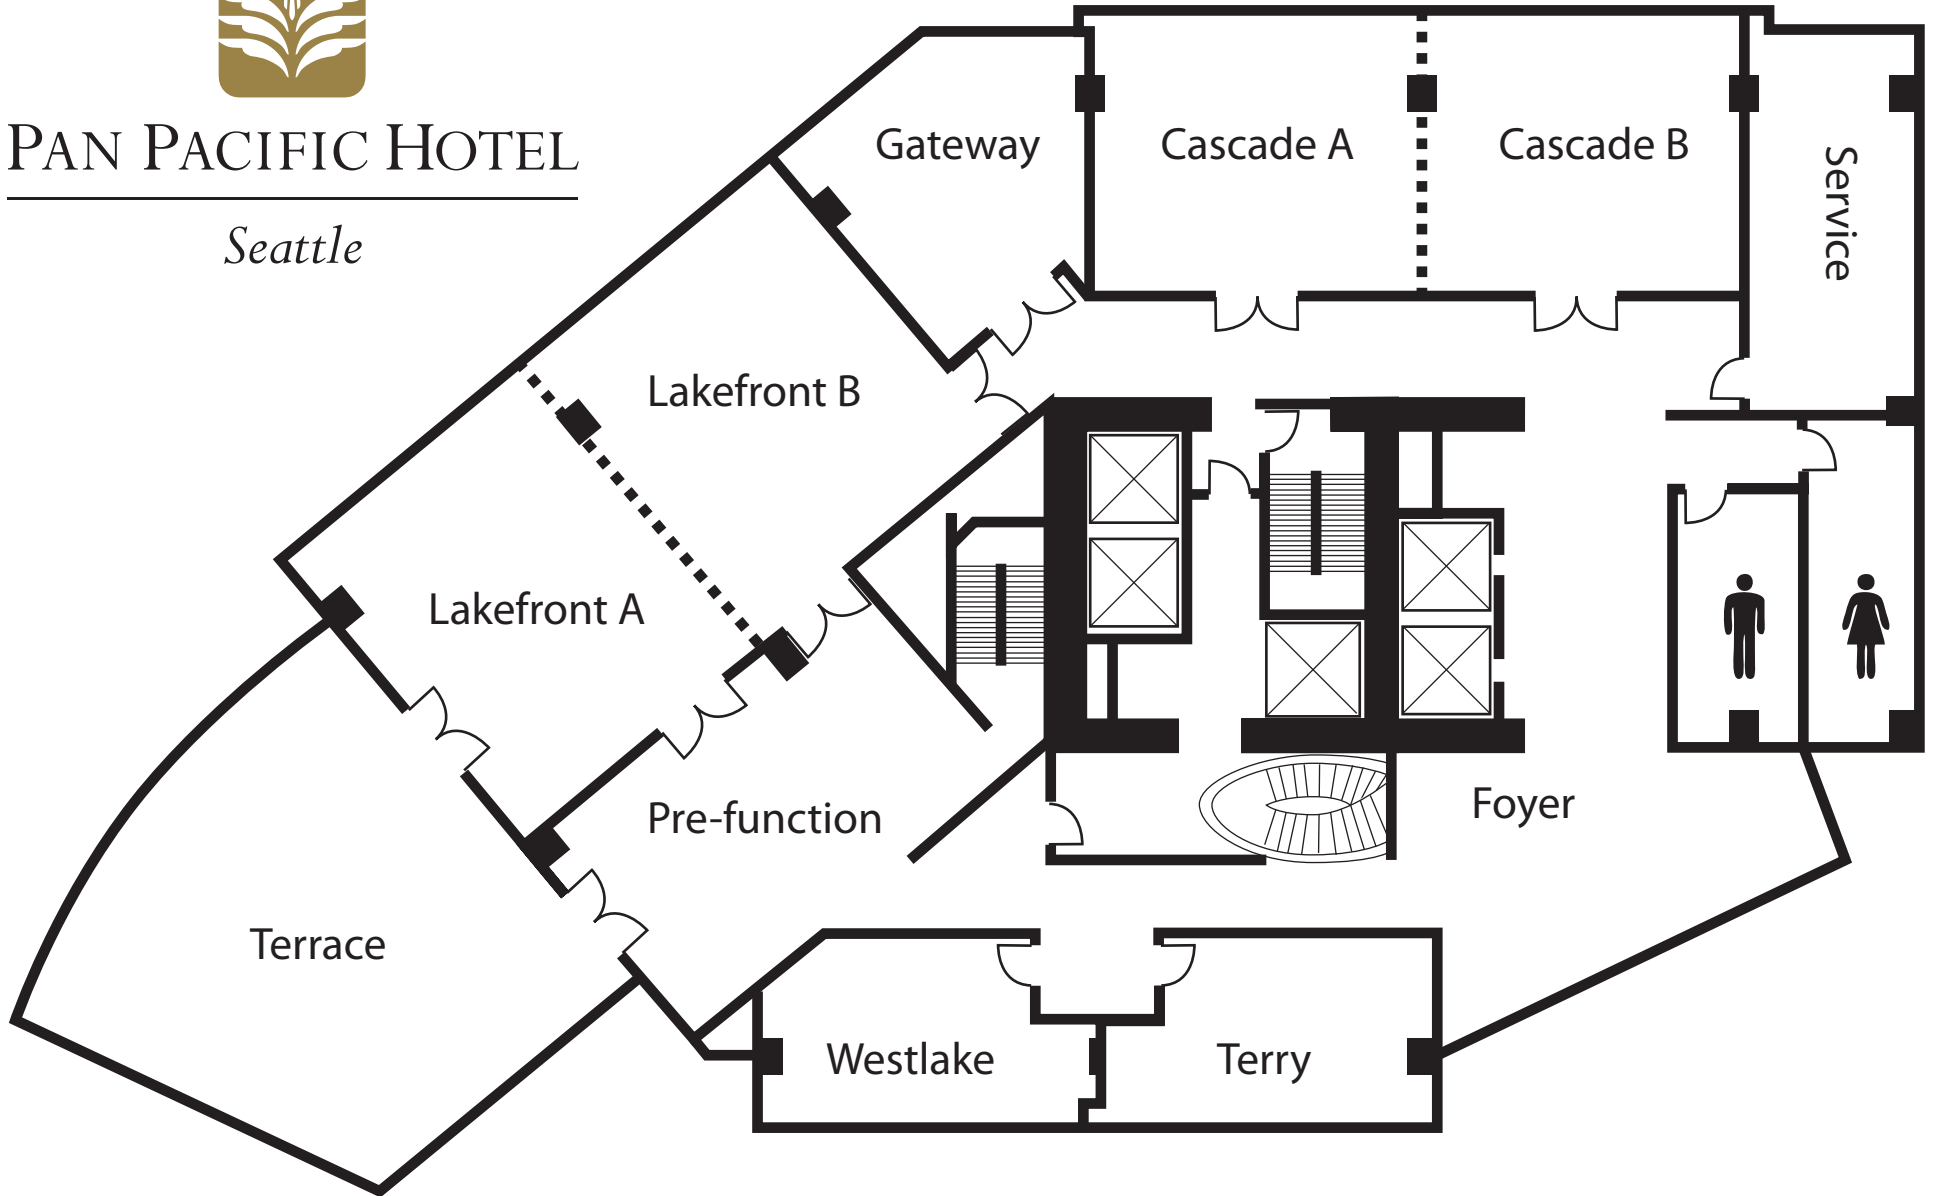 PAN PACIFIC HOTEL
Seattle
Gateway
Cascade A
Cascade B
Service
Lakefront B
Lakefront A
Pre-function
Foyer
Terrace
Westlake
Terry